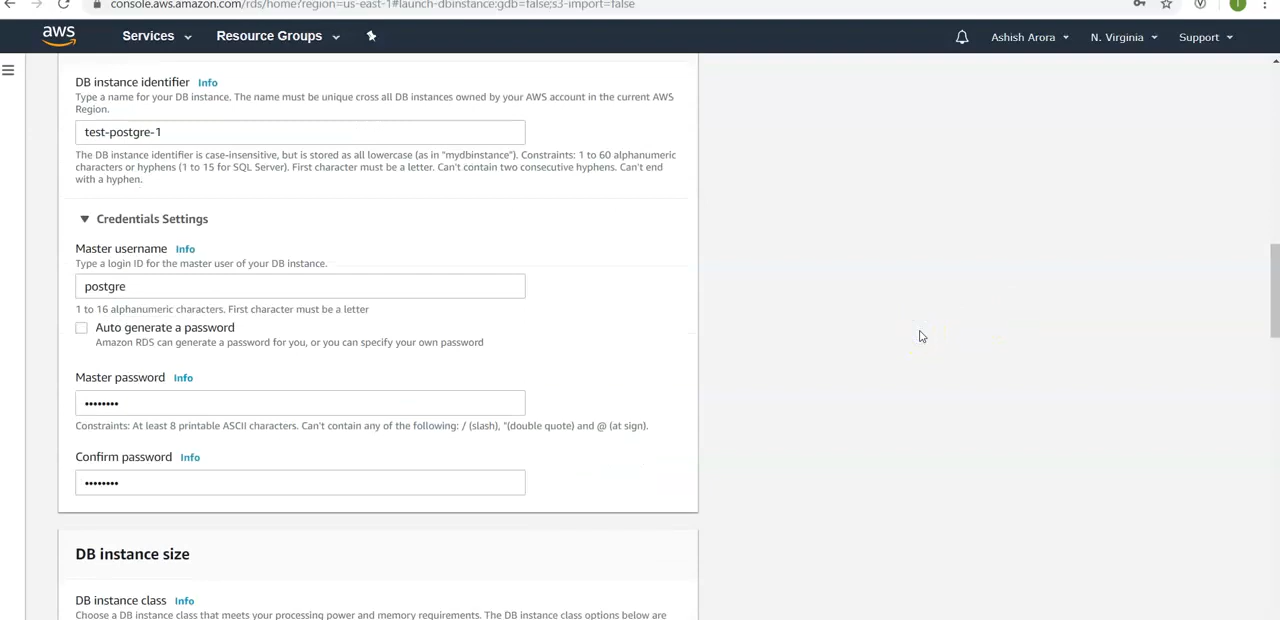 console.aws.amazon.com/rds/home?region=us-east-1#launch-dbinstance:gdb=false;s3-import=false
aws Services Resource Groups Ashish Arora N. Virginia Support
DB instance identifier Info
Type a name for your DB instance. The name must be unique cross all DB instances owned by your AWS account in the current AWS
Region.
test-postgre-1
The DB instance identifier is case-insensitive, but is stored as all lowercase (as in "mydbinstance"). Constraints: 1 to 60 alphanumeric
characters or hyphens (1 to 15 for SQL Server). First character must be a letter. Can't contain two consecutive hyphens. Can't end
with a hyphen.
Credentials Settings
Master username Info
Type a login ID for the master user of your DB instance.
postgre
1 to 16 alphanumeric characters. First character must be a letter
Auto generate a password
Amazon RDS can generate a password for you, or you can specify your own password
Master password Info
••••••••
Constraints: At least 8 printable ASCII characters. Can't contain any of the following: / (slash), "(double quote) and @ (at sign).
Confirm password Info
••••••••
DB instance size
DB instance class Info
Choose a DB instance class that meets your processing power and memory requirements. The DB instance class options below are